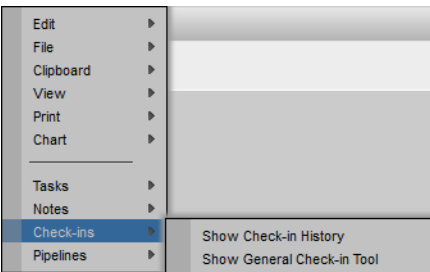 Edit
File
Clipboard
View
Print
Chart
Tasks
Notes
Check-ins
Pipelines
Show Check-in History
Show General Check-in Tool